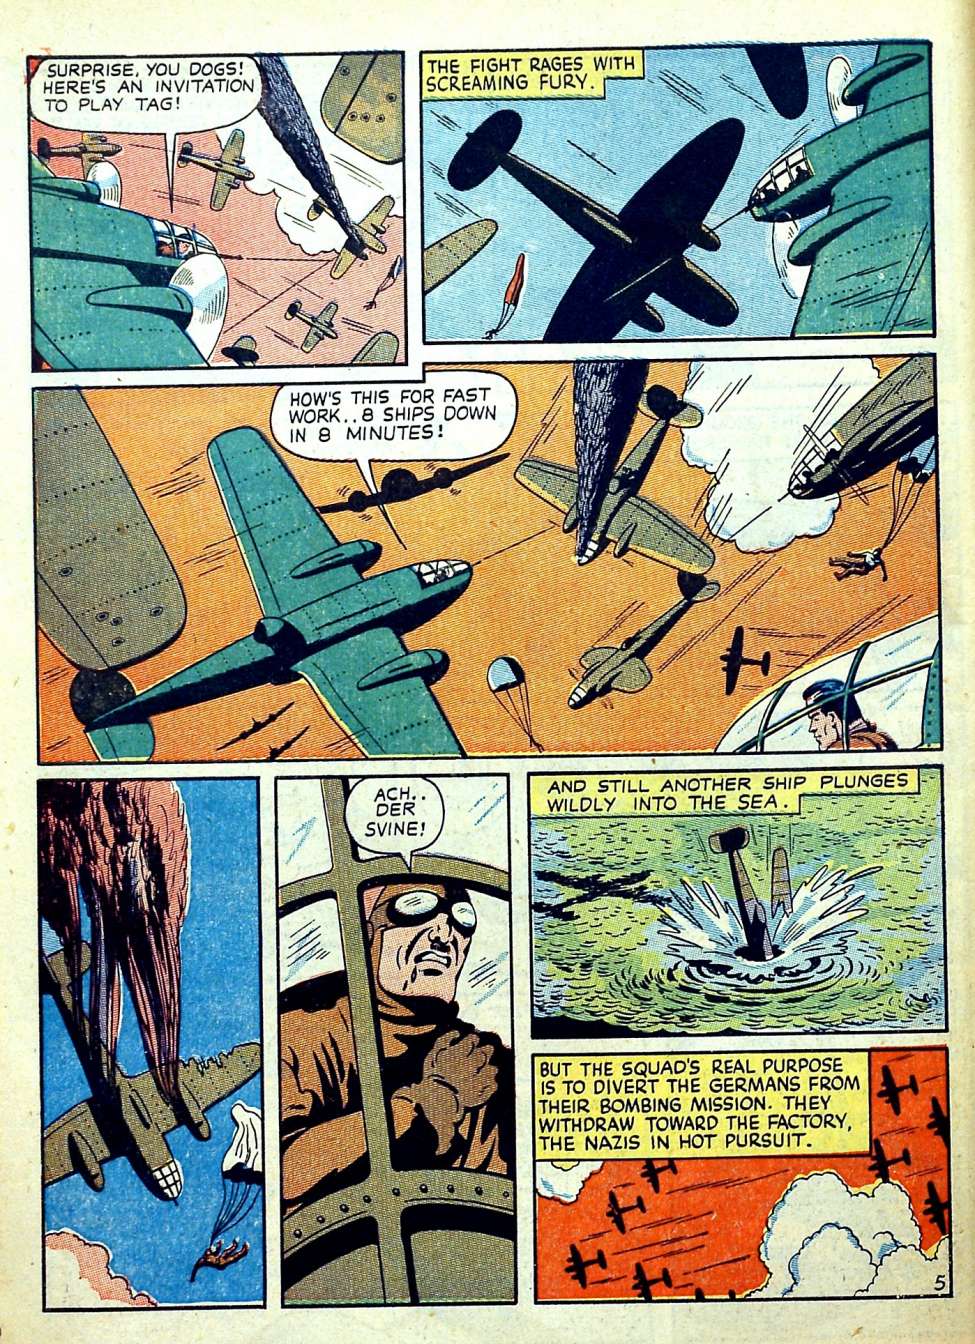 SURPRISE, YOU DOGS!
HERE'S AN INVITATION
TO PLAY TAG!
THE FIGHT RAGES WITH
SCREAMING FURY.
HOW'S THIS FOR FAST
WORK..8 SHIPS DOWN
IN 8 MINUTES!
ACH..
DER
SVINE!
AND STILL ANOTHER SHIP PLUNGES
WILDLY INTO THE SEA.
BUT THE SQUAD'S REAL PURPOSE
IS TO DIVERT THE GERMANS FROM
THEIR BOMBING MISSION. THEY
WITHDRAW TOWARD THE FACTORY,
THE NAZIS IN HOT PURSUIT.
5